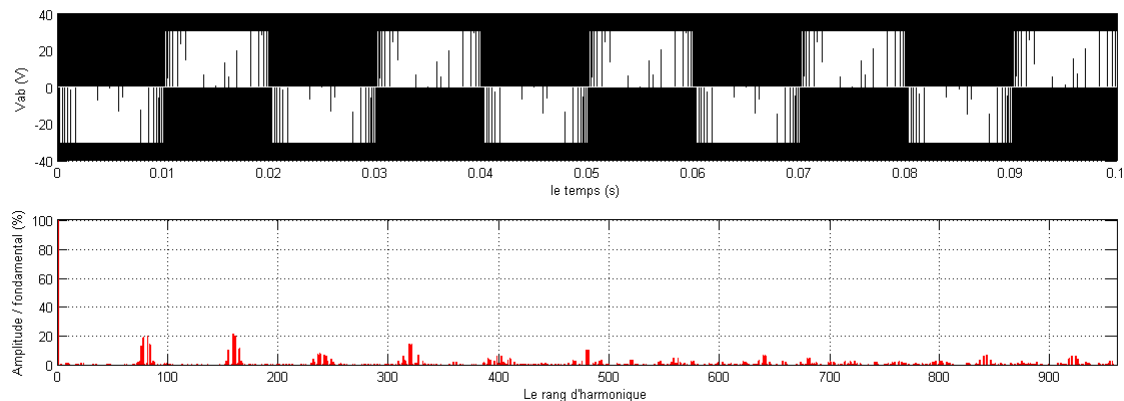 40
20
0
-20
-40
Vab (V)
0 0.01 0.02 0.03 0.04 0.05 0.06 0.07 0.08 0.09 0.1
le temps (s)
100
80
60
40
20
0
Amplitude / fondamental (%)
0 100 200 300 400 500 600 700 800 900
Le rang d'harmonique